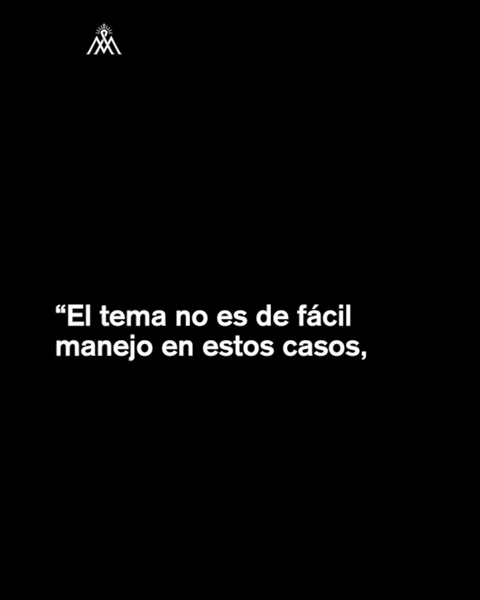 “El tema no es de fácil
manejo en estos casos,